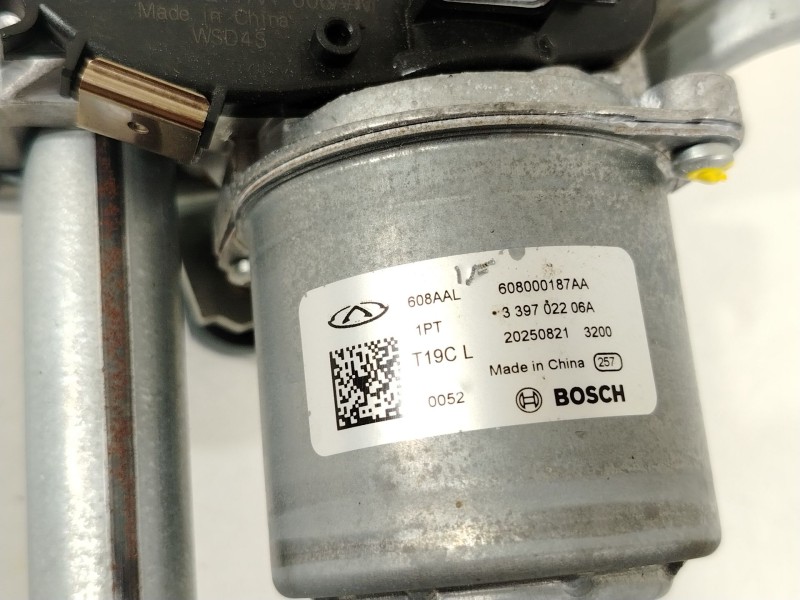 Made in China
WSD4S
608AAL
608000187AA
1PT
3 397 022 06A
20250821 3200
T19C L
Made in China 257
0052
BOSCH